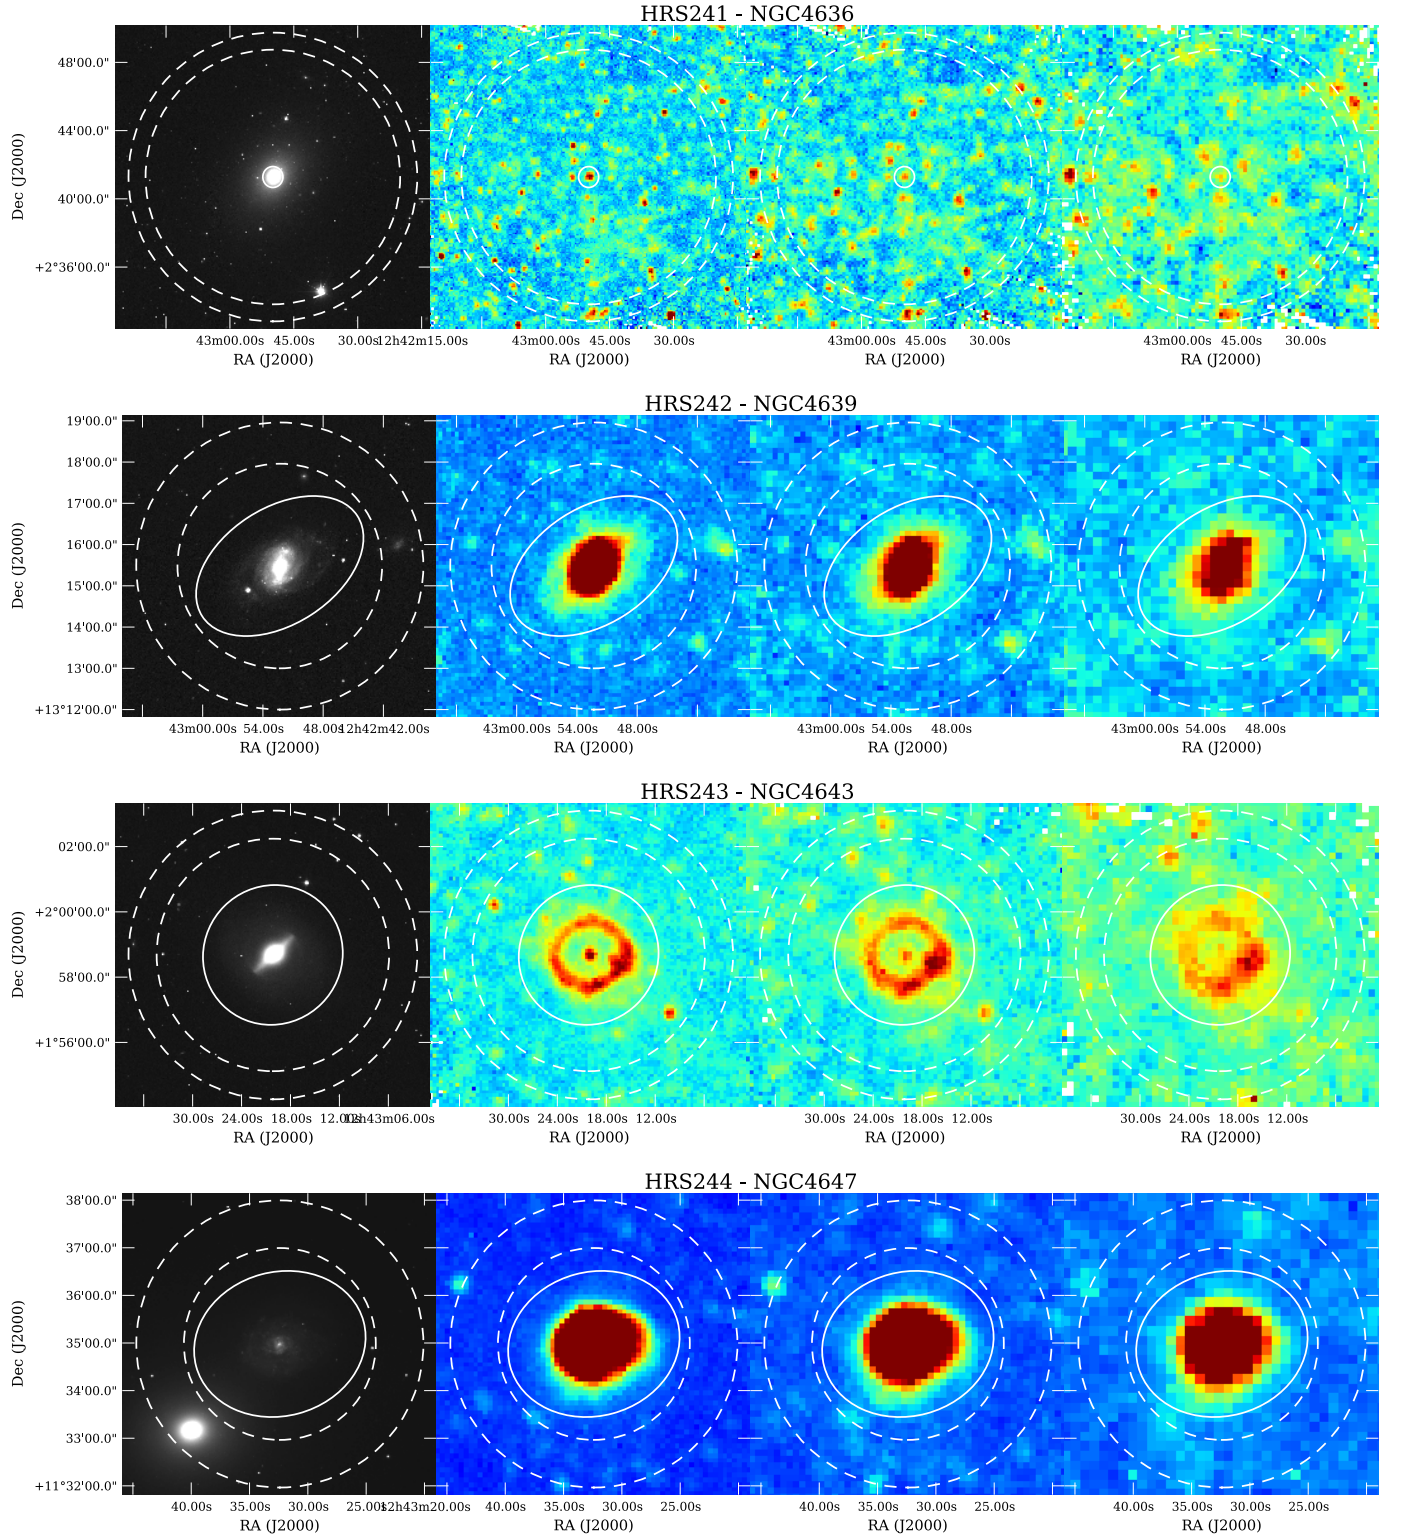 HRS241 - NGC4636
48'00.0"
44'00.0"
40'00.0"
+2°36'00.0"
Dec (J2000)
43m00.00s 45.00s 30.00s 12h42m15.00s 43m00.00s 45.00s 30.00s 43m00.00s 45.00s 30.00s 43m00.00s 45.00s 30.00s
RA (J2000) RA (J2000) RA (J2000) RA (J2000)
HRS242 - NGC4639
19'00.0"
18'00.0"
17'00.0"
16'00.0"
15'00.0"
14'00.0"
13'00.0"
+13°12'00.0"
Dec (J2000)
43m00.00s 54.00s 48.00s 12h42m42.00s 43m00.00s 54.00s 48.00s 43m00.00s 54.00s 48.00s 43m00.00s 54.00s 48.00s
RA (J2000) RA (J2000) RA (J2000) RA (J2000)
HRS243 - NGC4643
02'00.0"
+2°00'00.0"
58'00.0"
+1°56'00.0"
Dec (J2000)
30.00s 24.00s 18.00s 12.00s 12h43m06.00s 30.00s 24.00s 18.00s 12.00s 30.00s 24.00s 18.00s 12.00s 30.00s 24.00s 18.00s 12.00s
RA (J2000) RA (J2000) RA (J2000) RA (J2000)
HRS244 - NGC4647
38'00.0"
37'00.0"
36'00.0"
35'00.0"
34'00.0"
33'00.0"
+11°32'00.0"
Dec (J2000)
40.00s 35.00s 30.00s 25.00s 12h43m20.00s 40.00s 35.00s 30.00s 25.00s 40.00s 35.00s 30.00s 25.00s 40.00s 35.00s 30.00s 25.00s
RA (J2000) RA (J2000) RA (J2000) RA (J2000)